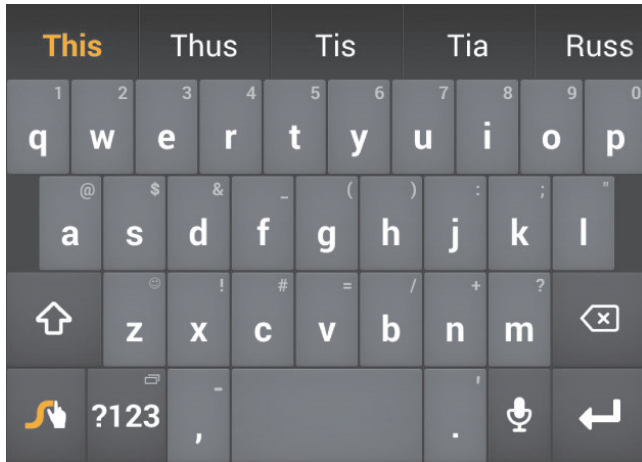 This Thus Tis Tia Russ
1 2 3 4 5 6 7 8 9 0
q w e r t y u i o p
@ $ & _ ( ) : ; "
a s d f g h j k l
! # = / + ?
z x c v b n m
- '
?123 , .